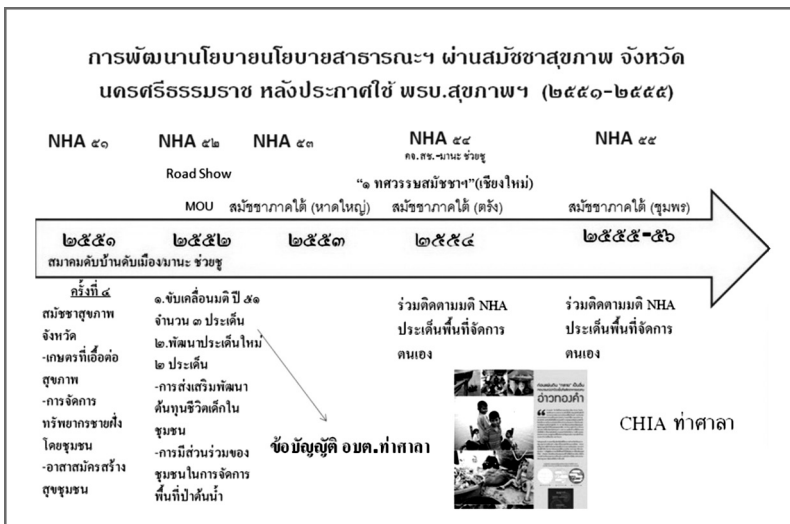 การพัฒนานโยบายนโยบายสาธารณะฯ ผ่านสมัชชาสุขภาพ จังหวัด
นครศรีธรรมราช หลังประกาศใช้ พรบ.สุขภาพฯ (๒๕๕๑-๒๕๕๕)
NHA ๕๑
NHA ๕๒
NHA ๕๓
NHA ๕๔
NHA ๕๕
คจ.สช.-มานะ ช่วยชู
Road Show
“๑ ทศวรรษสมัชชาฯ”(เชียงใหม่)
MOU
สมัชชาภาคใต้ (หาดใหญ่)
สมัชชาภาคใต้ (ตรัง)
สมัชชาภาคใต้ (ชุมพร)
๒๕๕๑
๒๕๕๒
๒๕๕๓
๒๕๕๔
๒๕๕๕-๕๖
สมาคมดับบ้านดับเมือง/มานะ ช่วยชู
ครั้งที่ ๔
สมัชชาสุขภาพ
จังหวัด
-เกษตรที่เอื้อต่อ
สุขภาพ
-การจัดการ
ทรัพยากรชายฝั่ง
โดยชุมชน
-อาสาสมัครสร้าง
สุขชุมชน
๑.ขับเคลื่อนมติ ปี ๕๑
จำนวน ๓ ประเด็น
๒.พัฒนาประเด็นใหม่
๒ ประเด็น
-การส่งเสริมพัฒนา
ต้นทุนชีวิตเด็กใน
ชุมชน
-การมีส่วนร่วมของ
ชุมชนในการจัดการ
พื้นที่ป่าต้นน้ำ
ข้อบัญญัติ อบต.ท่าศาลา
ร่วมติดตามมติ NHA
ประเด็นพื้นที่จัดการ
ตนเอง
ร่วมติดตามมติ NHA
ประเด็นพื้นที่จัดการ
ตนเอง
อ่าวทองคำ
CHIA ท่าศาลา